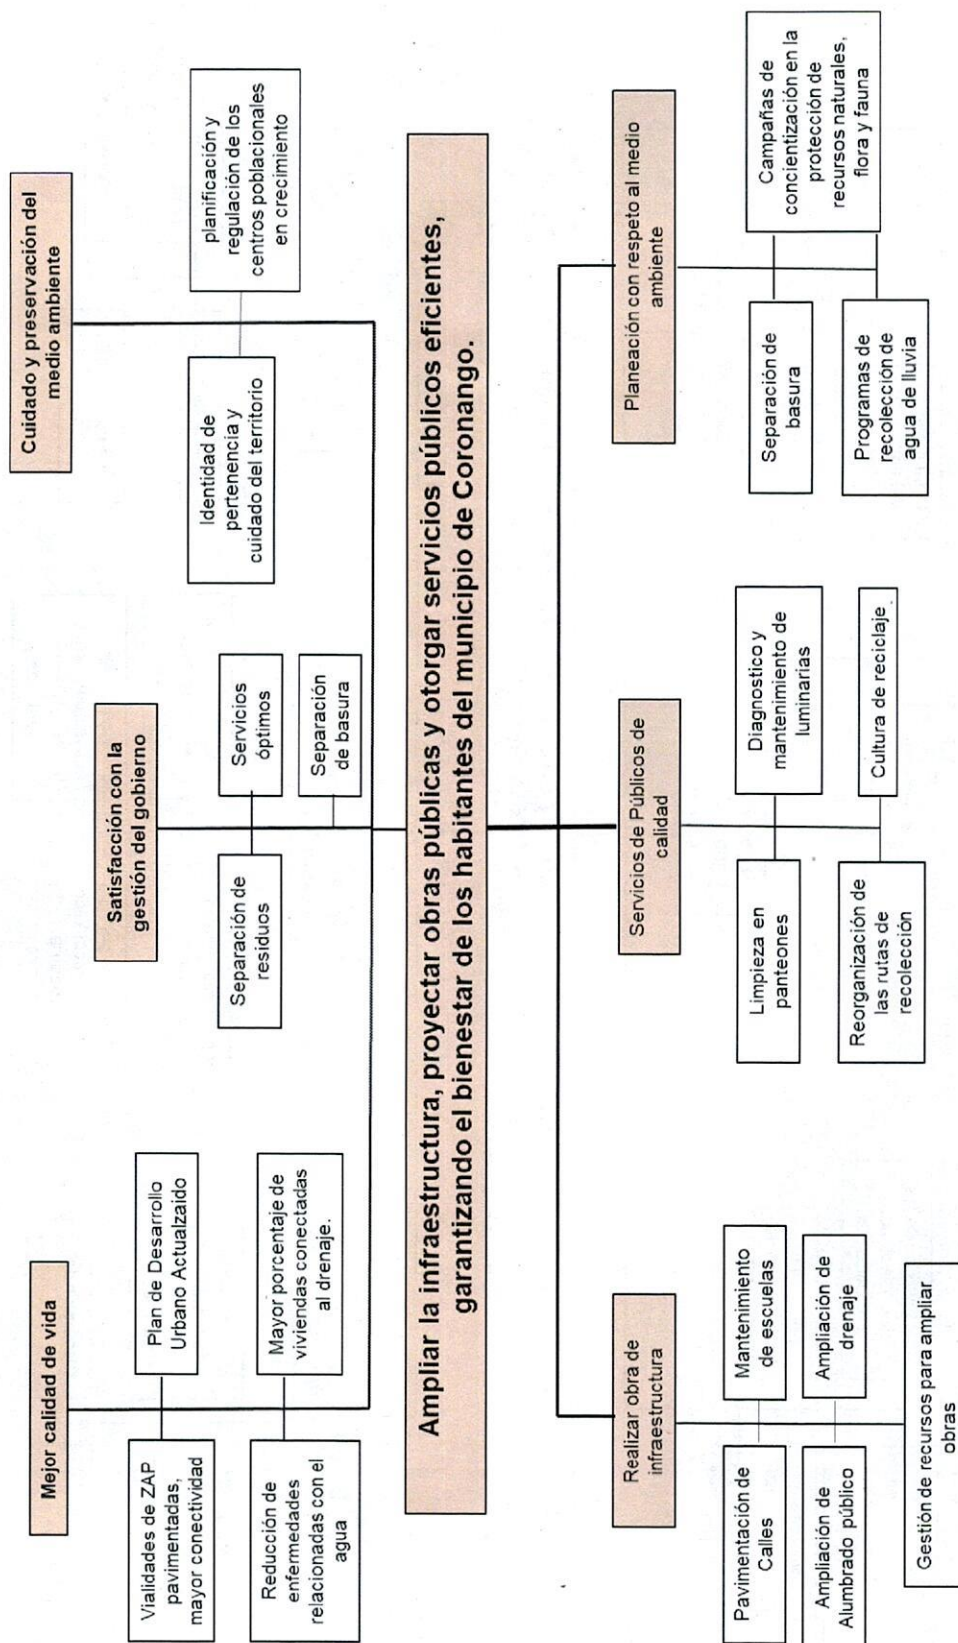 Mejor calidad de vida
Vialidades de ZAP
pavimentadas,
mayor conectividad
Plan de Desarrollo
Urbano Actualzaido
Reducción de
enfermedades
relacionadas con el
agua
Mayor porcentaje de
viviendas conectadas
al drenaje.
Satisfacción con la
gestión del gobierno
Separación de
residuos
Servicios
óptimos
Separación
de basura
Cuidado y preservación del
medio ambiente
Identidad de
pertenencia y
cuidado del territorio
planificación y
regulación de los
centros poblacionales
en crecimiento
Ampliar la infraestructura, proyectar obras públicas y otorgar servicios públicos eficientes,
garantizando el bienestar de los habitantes del municipio de Coronango.
Realizar obra de
infraestructura
Pavimentación de
Calles
Mantenimiento
de escuelas
Ampliación de
Alumbrado público
Ampliación de
drenaje
Gestión de recursos para ampliar
obras
Servicios de Públicos de
calidad
Limpieza en
panteones
Diagnostico y
mantenimiento de
luminarias
Reorganización de
las rutas de
recolección
Cultura de reciclaje
Planeación con respeto al medio
ambiente
Separación de
basura
Campañas de
concientización en la
protección de
recursos naturales,
flora y fauna
Programas de
recolección de
agua de lluvia